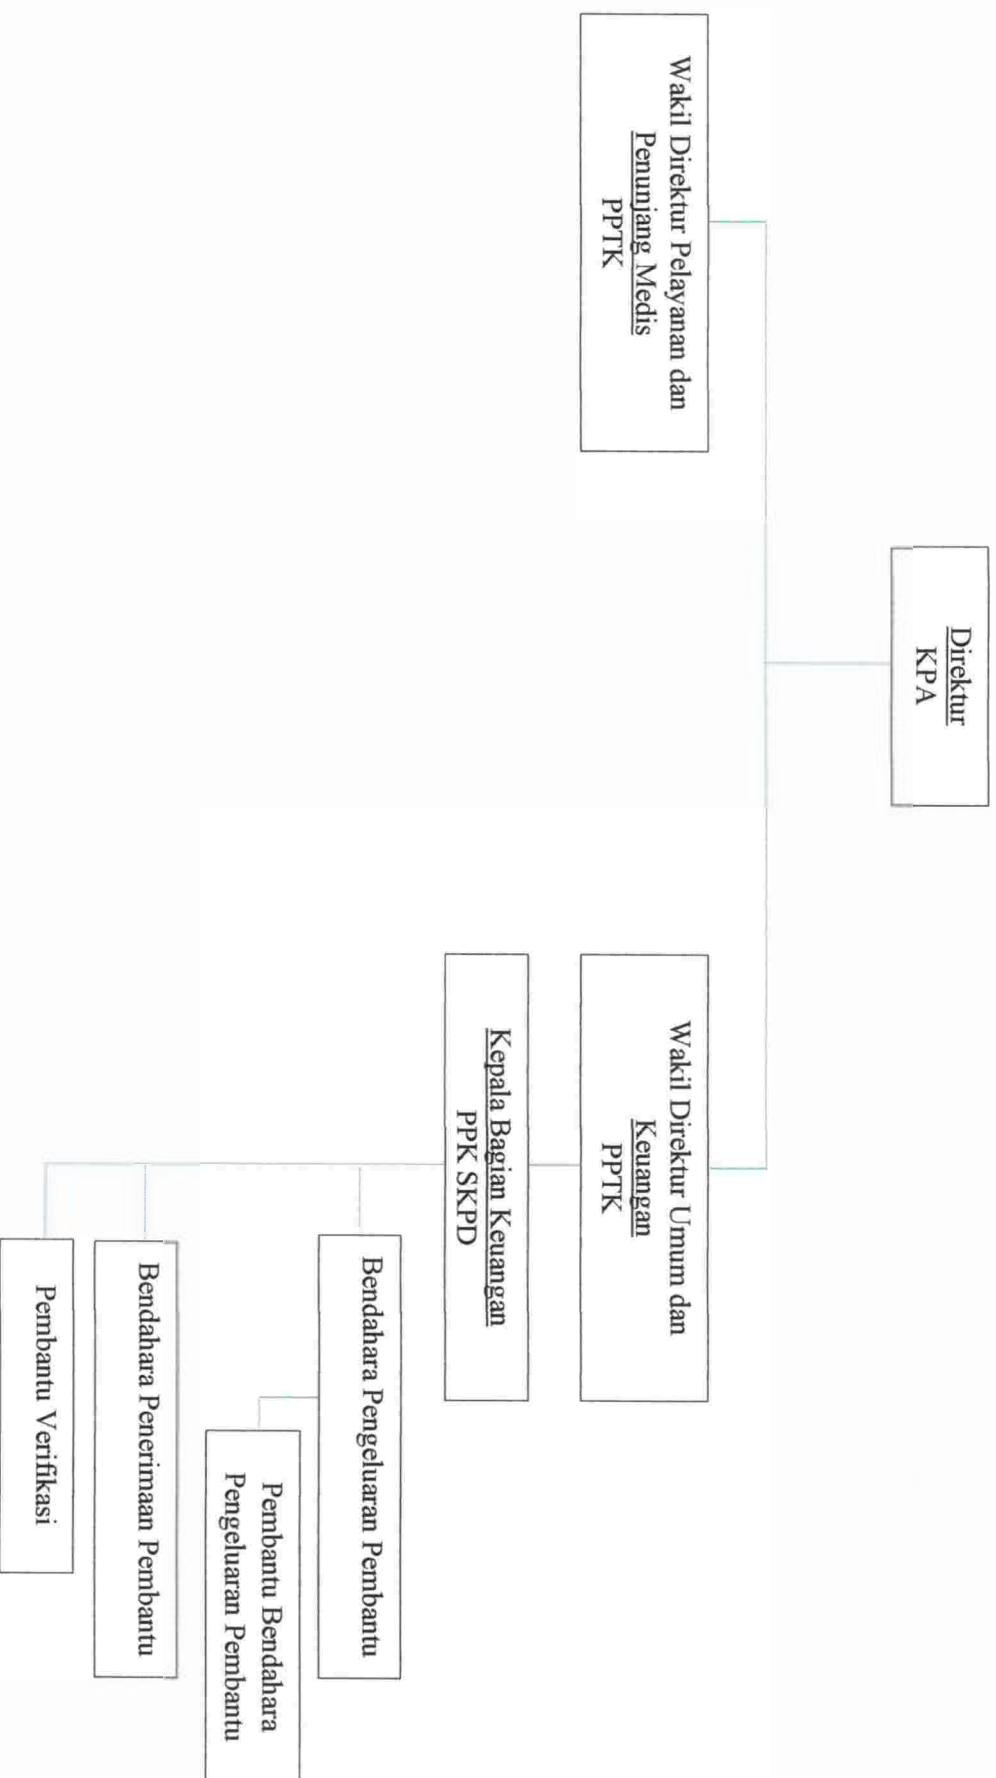 Direktur
KPA
Wakil Direktur Pelayanan dan
Penunjang Medis
PPTK
Wakil Direktur Umum dan
Keuangan
PPTK
Kepala Bagian Keuangan
PPK SKPD
Bendahara Pengeluaran Pembantu
Pembantu Bendahara
Pengeluaran Pembantu
Bendahara Penerimaan Pembantu
Pembantu Verifikasi